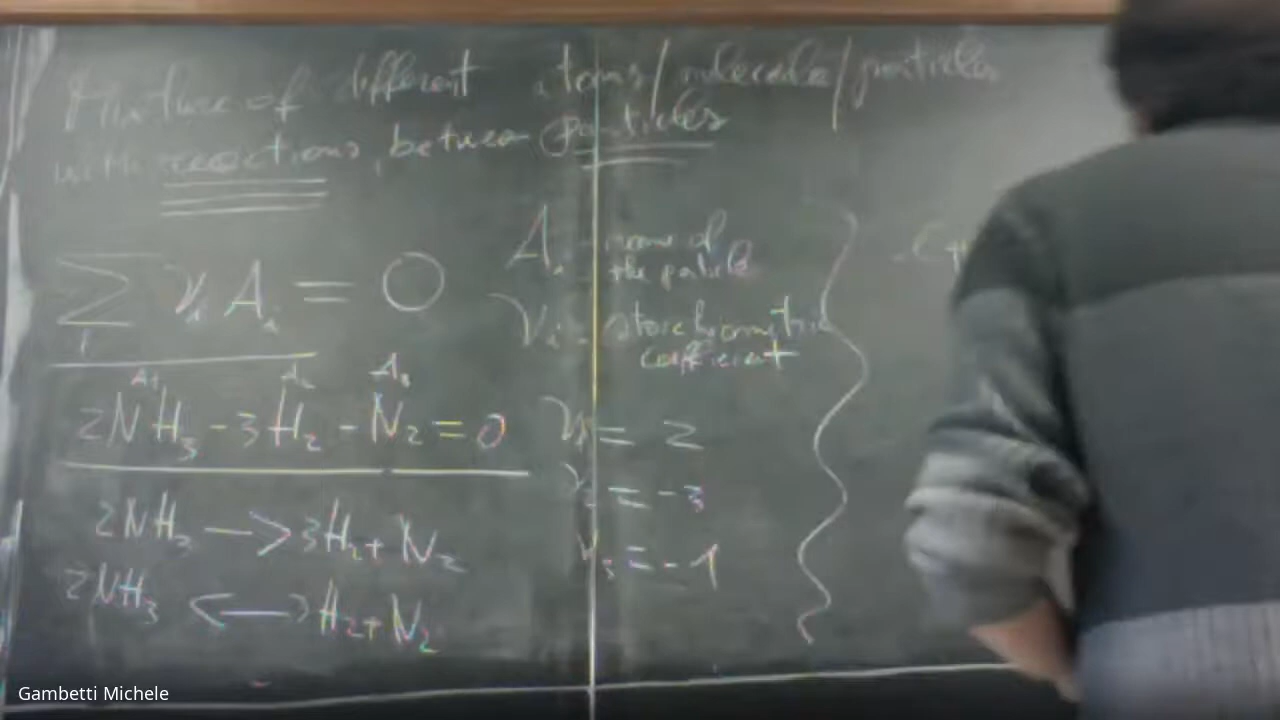 Mixture of different atoms/molecule/particles
with reactions, between particles
∑ᵢ νᵢ Aᵢ = 0
Aᵢ - name of
the particle
νᵢ - stoichiometric
coefficient
A₁ A₂ A₃
2NH₃ - 3H₂ - N₂ = 0
ν₁ = 2
ν₂ = -3
ν₃ = -1
2NH₃ → 3H₂ + N₂
2NH₃ ← 3H₂ + N₂
Gambetti Michele